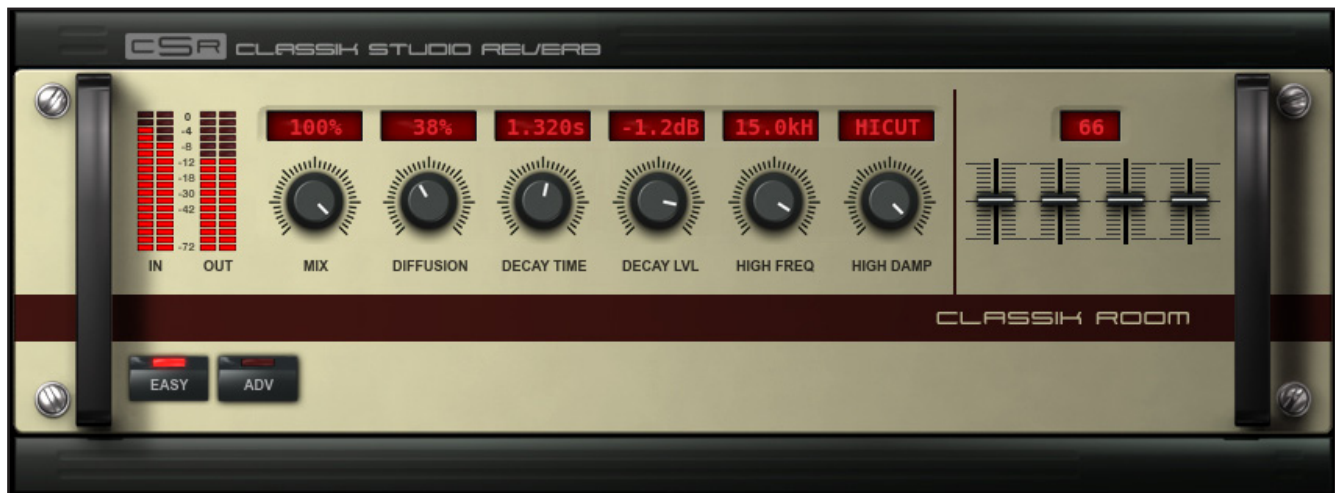 CSR CLASSIK STUDIO REVERB
100% 38% 1.320s -1.2dB 15.0kH HICUT 66
0
-4
-8
-12
-18
-30
-42
-72
IN OUT MIX DIFFUSION DECAY TIME DECAY LVL HIGH FREQ HIGH DAMP
CLASSIK ROOM
EASY ADV